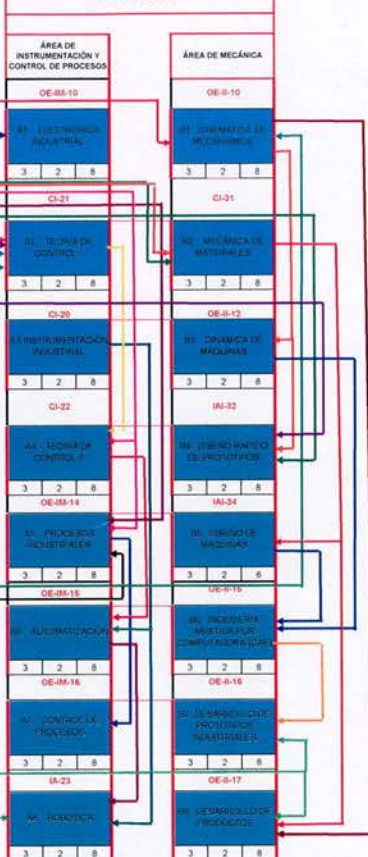 ÁREA DE
INSTRUMENTACIÓN Y
CONTROL DE PROCESOS
OE-IM-10
A1. ELECTRÓNICA
INDUSTRIAL
3 2 8
CI-21
A2. TEORÍA DE
CONTROL I
3 2 8
CI-20
A3 INSTRUMENTACIÓN
INDUSTRIAL
3 2 8
CI-22
A4. TEORÍA DE
CONTROL II
3 2 8
OE-IM-14
A5. PROCESOS
INDUSTRIALES
3 2 8
OE-IM-15
A6. AUTOMATIZACIÓN
3 2 8
OE-IM-16
A7. CONTROL DE
PROCESOS
3 2 8
IA-23
A8. ROBÓTICA
3 2 8
ÁREA DE MECÁNICA
OE-II-10
B1. DINÁMICA DE
MECANISMOS
3 2 8
CI-31
B2. MECÁNICA DE
MATERIALES
3 2 8
OE-II-12
B3. DINÁMICA DE
MÁQUINAS
3 2 8
IAI-32
B4. DISEÑO RÁPIDO
DE PROTOTIPOS
3 2 8
IAI-34
B5. DISEÑO DE
MÁQUINAS
3 2 8
OE-II-15
B6. INGENIERÍA
ASISTIDA POR
COMPUTADORA (CAE)
3 2 8
OE-II-16
B7. DESARROLLO DE
PROTOTIPOS
INDUSTRIALES
3 2 8
OE-II-17
B8. DESARROLLO DE
PRODUCTOS
3 2 8